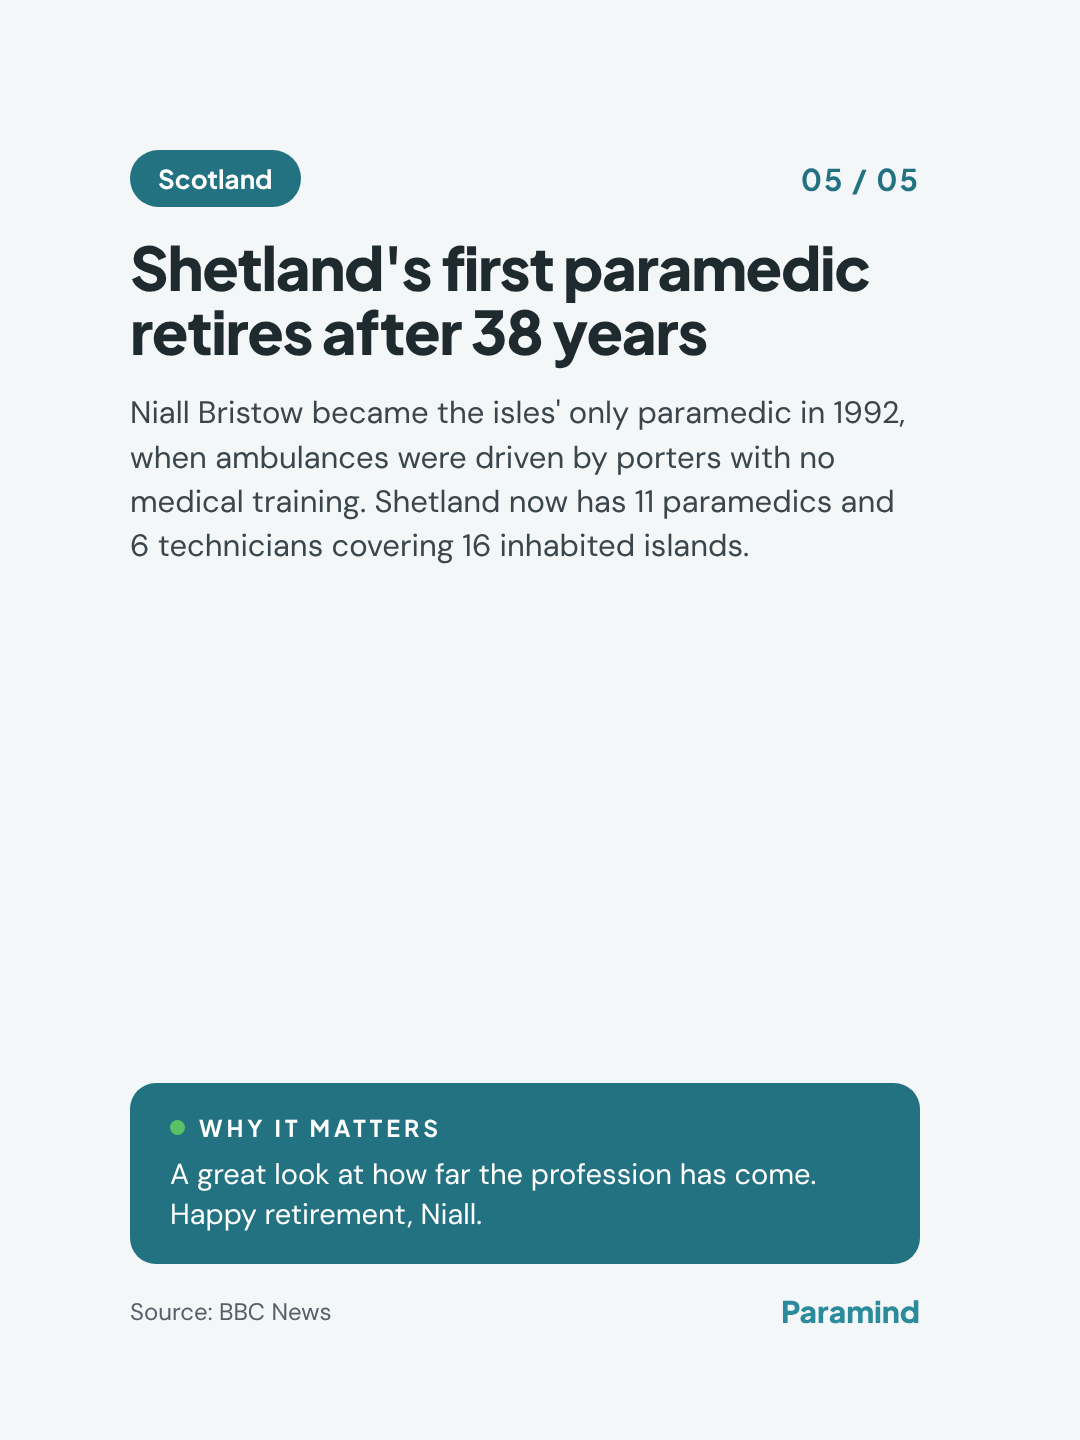 Scotland
05 / 05
Shetland's first paramedic
retires after 38 years
Niall Bristow became the isles' only paramedic in 1992,
when ambulances were driven by porters with no
medical training. Shetland now has 11 paramedics and
6 technicians covering 16 inhabited islands.
WHY IT MATTERS
A great look at how far the profession has come.
Happy retirement, Niall.
Source: BBC News
Paramind